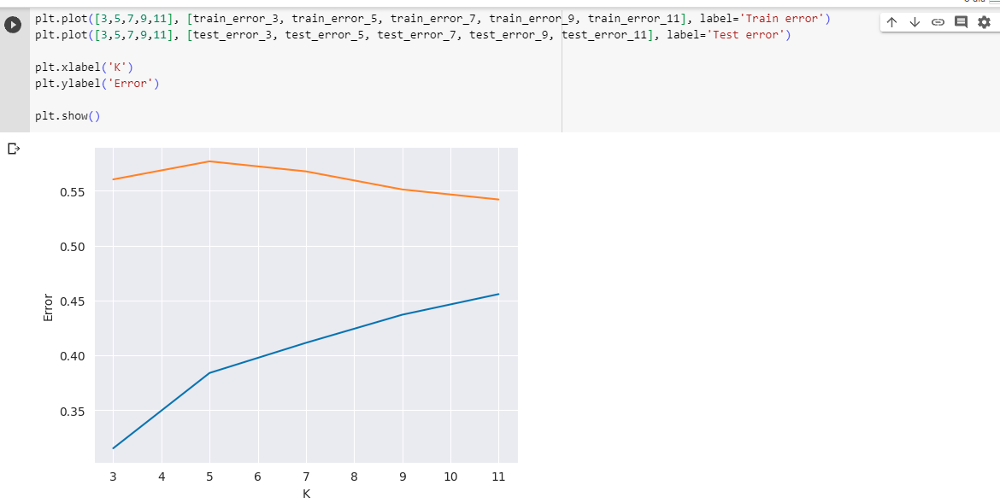 plt.plot([3,5,7,9,11], [train_error_3, train_error_5, train_error_7, train_error_9, train_error_11], label='Train error')
plt.plot([3,5,7,9,11], [test_error_3, test_error_5, test_error_7, test_error_9, test_error_11], label='Test error')
plt.xlabel('K')
plt.ylabel('Error')
plt.show()
0.55
0.50
0.45
0.40
0.35
Error
3 4 5 6 7 8 9 10 11
K